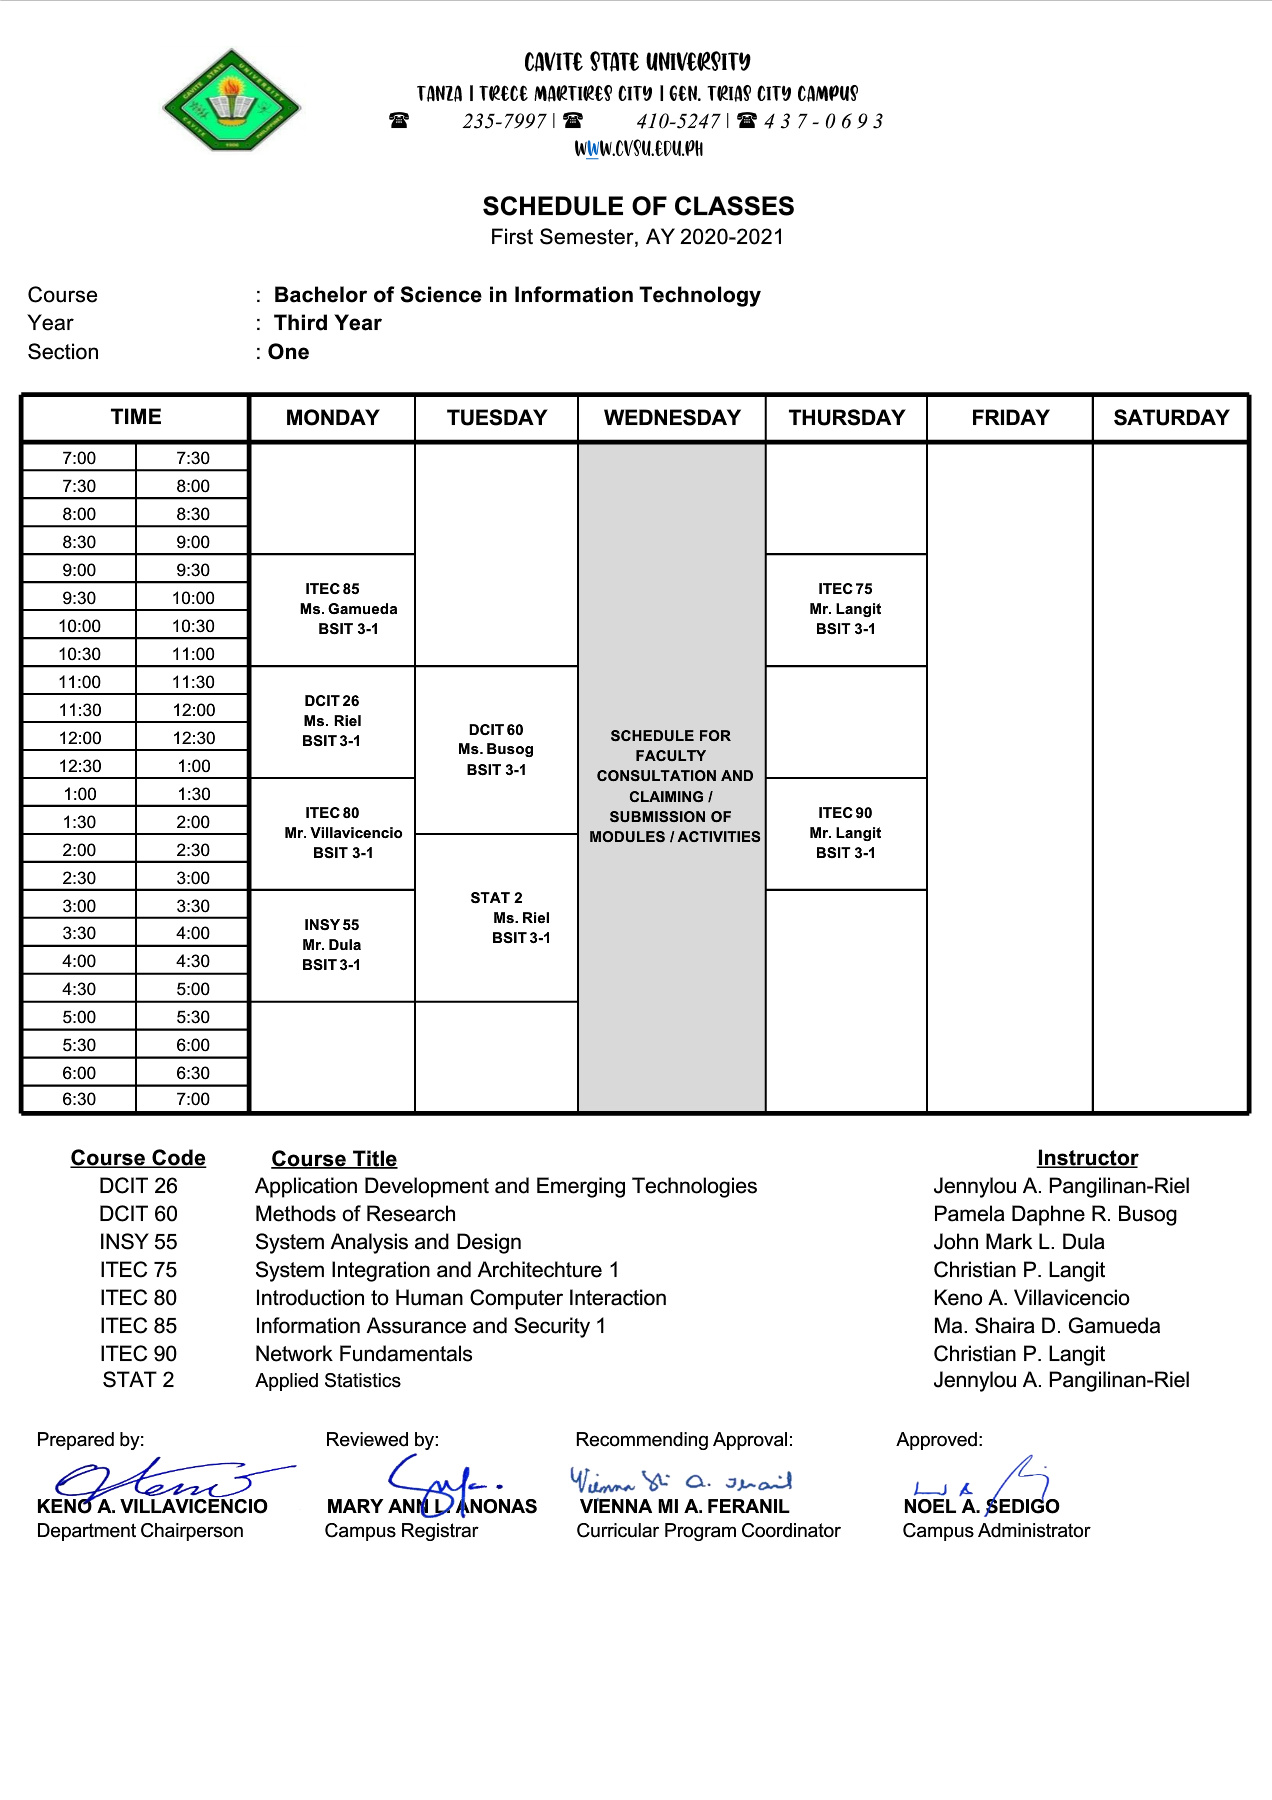 CAVITE STATE UNIVERSITY
TANZA | TRECE MARTIRES CITY | GEN. TRIAS CITY CAMPUS
☎ 235-7997 | ☎ 410-5247 | ☎ 4 3 7 - 0 6 9 3
WWW.CVSU.EDU.PH
SCHEDULE OF CLASSES
First Semester, AY 2020-2021
Course : Bachelor of Science in Information Technology
Year : Third Year
Section : One
TIME MONDAY TUESDAY WEDNESDAY THURSDAY FRIDAY SATURDAY
7:00 7:30
7:30 8:00
8:00 8:30
8:30 9:00
9:00 9:30
9:30 10:00
10:00 10:30
10:30 11:00
11:00 11:30
11:30 12:00
12:00 12:30
12:30 1:00
1:00 1:30
1:30 2:00
2:00 2:30
2:30 3:00
3:00 3:30
3:30 4:00
4:00 4:30
4:30 5:00
5:00 5:30
5:30 6:00
6:00 6:30
6:30 7:00
ITEC 85
Ms. Gamueda
BSIT 3-1
DCIT 26
Ms. Riel
BSIT 3-1
ITEC 80
Mr. Villavicencio
BSIT 3-1
INSY 55
Mr. Dula
BSIT 3-1
DCIT 60
Ms. Busog
BSIT 3-1
STAT 2
Ms. Riel
BSIT 3-1
SCHEDULE FOR
FACULTY
CONSULTATION AND
CLAIMING /
SUBMISSION OF
MODULES / ACTIVITIES
ITEC 75
Mr. Langit
BSIT 3-1
ITEC 90
Mr. Langit
BSIT 3-1
Course Code Course Title Instructor
DCIT 26 Application Development and Emerging Technologies Jennylou A. Pangilinan-Riel
DCIT 60 Methods of Research Pamela Daphne R. Busog
INSY 55 System Analysis and Design John Mark L. Dula
ITEC 75 System Integration and Architechture 1 Christian P. Langit
ITEC 80 Introduction to Human Computer Interaction Keno A. Villavicencio
ITEC 85 Information Assurance and Security 1 Ma. Shaira D. Gamueda
ITEC 90 Network Fundamentals Christian P. Langit
STAT 2 Applied Statistics Jennylou A. Pangilinan-Riel
Prepared by: Reviewed by: Recommending Approval: Approved:
KENO A. VILLAVICENCIO MARY ANN L. ANONAS VIENNA MI A. FERANIL NOEL A. SEDIGO
Department Chairperson Campus Registrar Curricular Program Coordinator Campus Administrator